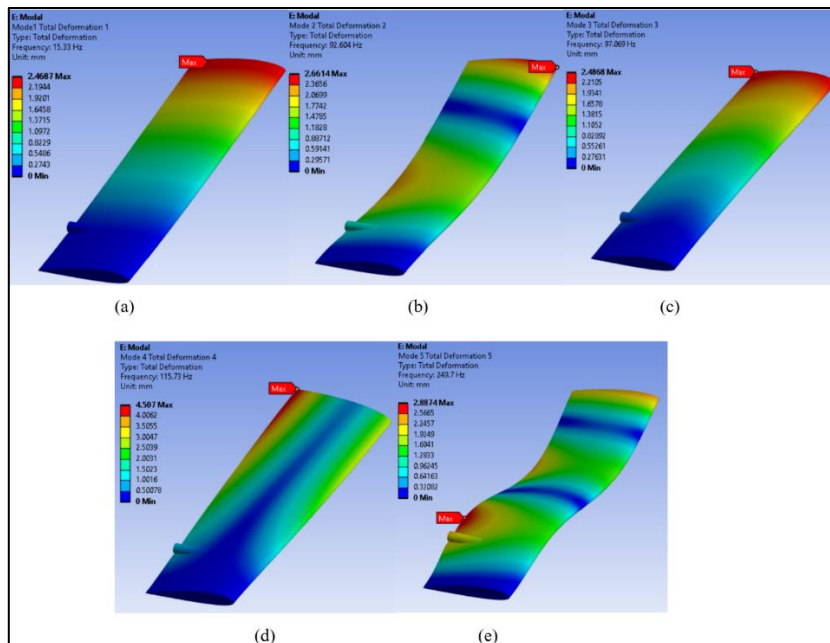 E: Modal
Mode1 Total Deformation 1
Type: Total Deformation
Frequency: 15.33 Hz
Unit: mm
2.4687 Max
2.1944
1.9201
1.6458
1.3715
1.0972
0.8229
0.5486
0.2743
0 Min
Max
(a)
E: Modal
Mode 2 Total Deformation 2
Type: Total Deformation
Frequency: 92.604 Hz
Unit: mm
2.6614 Max
2.3656
2.0699
1.7742
1.4785
1.1828
0.88712
0.59141
0.29571
0 Min
Max
(b)
E: Modal
Mode 3 Total Deformation 3
Type: Total Deformation
Frequency: 97.069 Hz
Unit: mm
2.4868 Max
2.2105
1.9341
1.6578
1.3815
1.1052
0.82892
0.55261
0.27631
0 Min
Max
(c)
E: Modal
Mode 4 Total Deformation 4
Type: Total Deformation
Frequency: 115.73 Hz
Unit: mm
4.507 Max
4.0062
3.5055
3.0047
2.5039
2.0031
1.5023
1.0016
0.50078
0 Min
Max
(d)
E: Modal
Mode 5 Total Deformation 5
Type: Total Deformation
Frequency: 249.7 Hz
Unit: mm
2.8874 Max
2.5665
2.2457
1.9249
1.6041
1.2833
0.96245
0.64163
0.32082
0 Min
Max
(e)